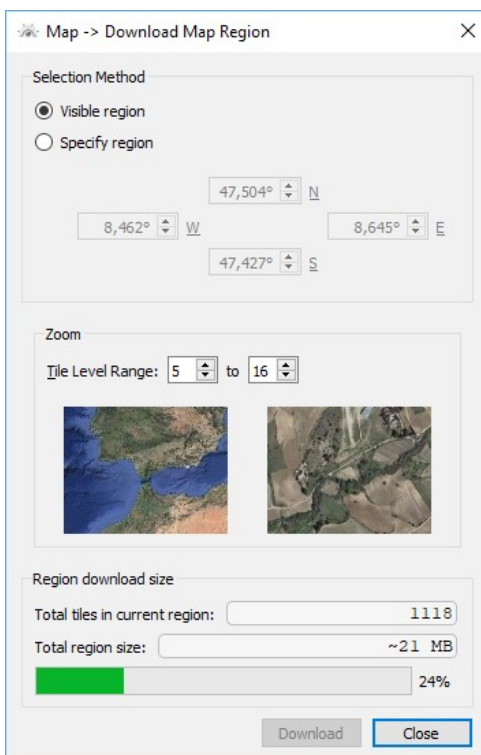 Map -> Download Map Region
Selection Method
Visible region
Specify region
47,504° N
8,462° W 8,645° E
47,427° S
Zoom
Tile Level Range: 5 to 16
Region download size
Total tiles in current region: 1118
Total region size: ~21 MB
24%
Download Close